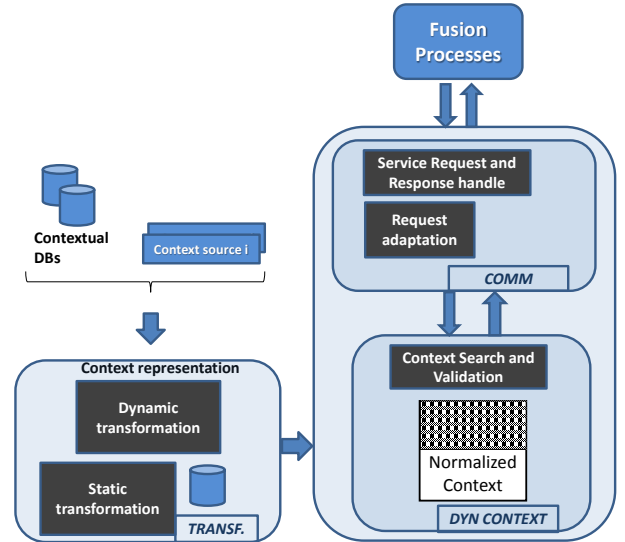 Fusion
Processes
Service Request and
Response handle
Request
adaptation
COMM
Contextual
DBs
Context source i
Context representation
Dynamic
transformation
Static
transformation
TRANSF.
Context Search and
Validation
Normalized
Context
DYN CONTEXT